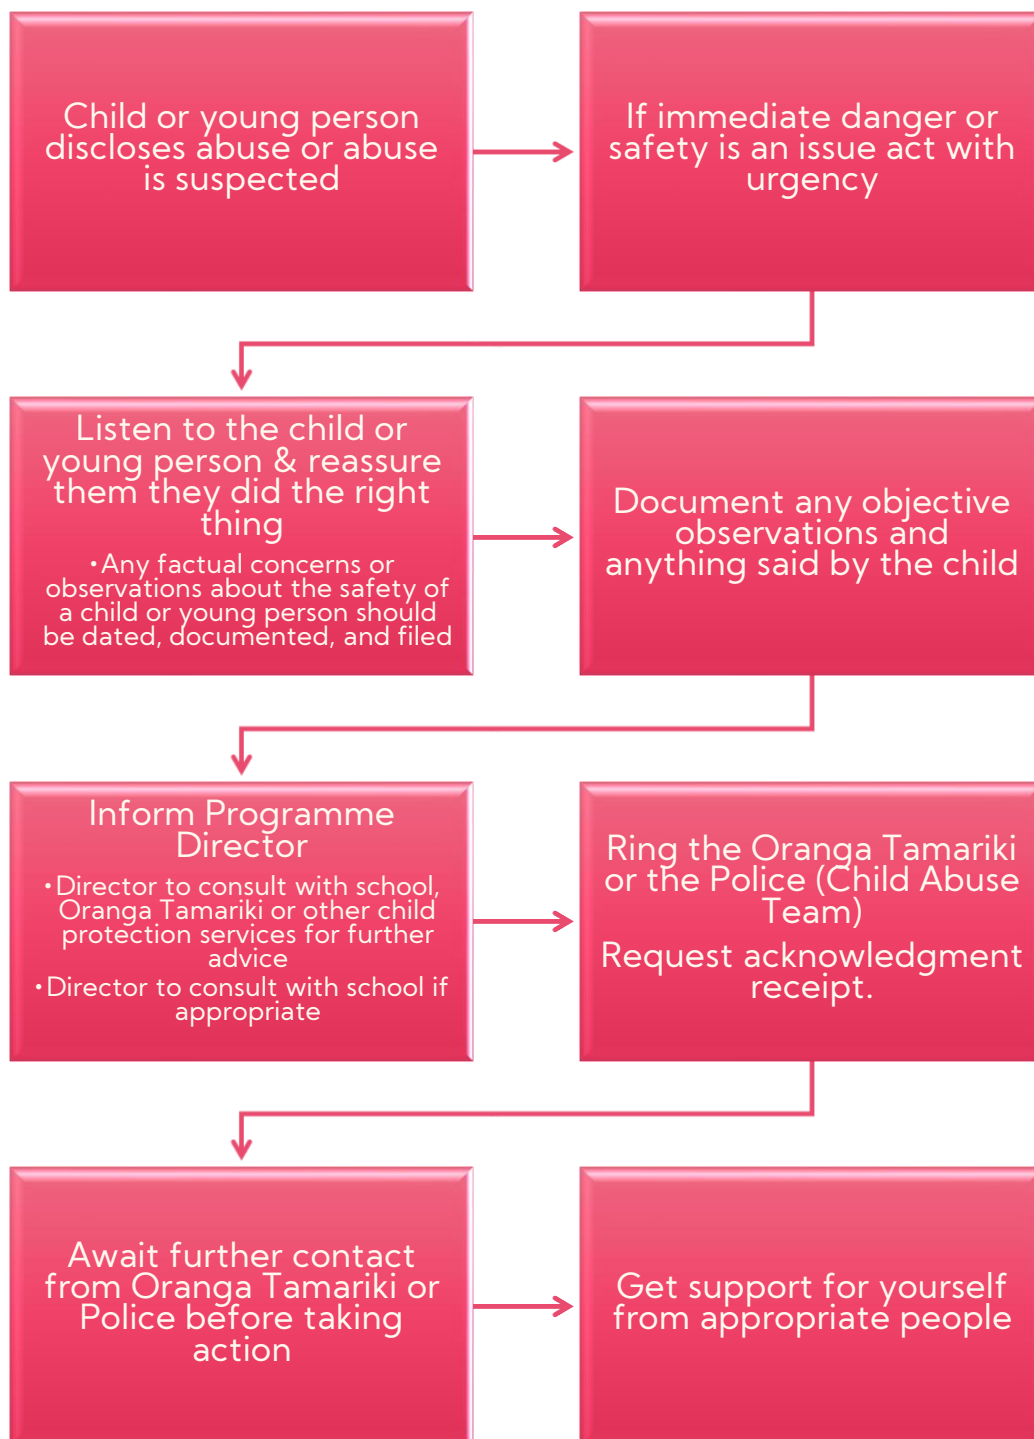 Child or young person
discloses abuse or abuse
is suspected
If immediate danger or
safety is an issue act with
urgency
Listen to the child or
young person & reassure
them they did the right
thing
• Any factual concerns or
observations about the safety of
a child or young person should
be dated, documented, and filed
Document any objective
observations and
anything said by the child
Inform Programme
Director
• Director to consult with school,
Oranga Tamariki or other child
protection services for further
advice
• Director to consult with school if
appropriate
Ring the Oranga Tamariki
or the Police (Child Abuse
Team)
Request acknowledgment
receipt.
Await further contact
from Oranga Tamariki or
Police before taking
action
Get support for yourself
from appropriate people